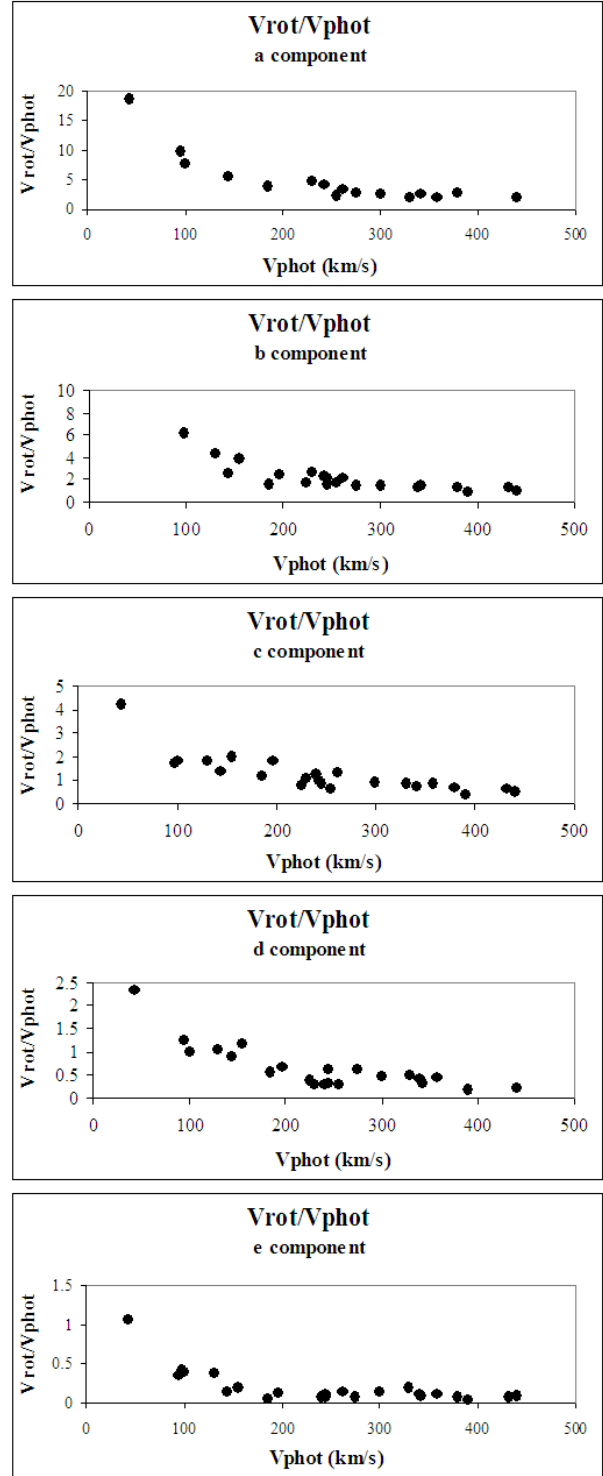 Vrot/Vphot
a component
Vrot/Vphot
20
15
10
5
0
0 100 200 300 400 500
Vphot (km/s)
Vrot/Vphot
b component
Vrot/Vphot
10
8
6
4
2
0
0 100 200 300 400 500
Vphot (km/s)
Vrot/Vphot
c component
Vrot/Vphot
5
4
3
2
1
0
0 100 200 300 400 500
Vphot (km/s)
Vrot/Vphot
d component
Vrot/Vphot
2.5
2
1.5
1
0.5
0
0 100 200 300 400 500
Vphot (km/s)
Vrot/Vphot
e component
Vrot/Vphot
1.5
1
0.5
0
0 100 200 300 400 500
Vphot (km/s)